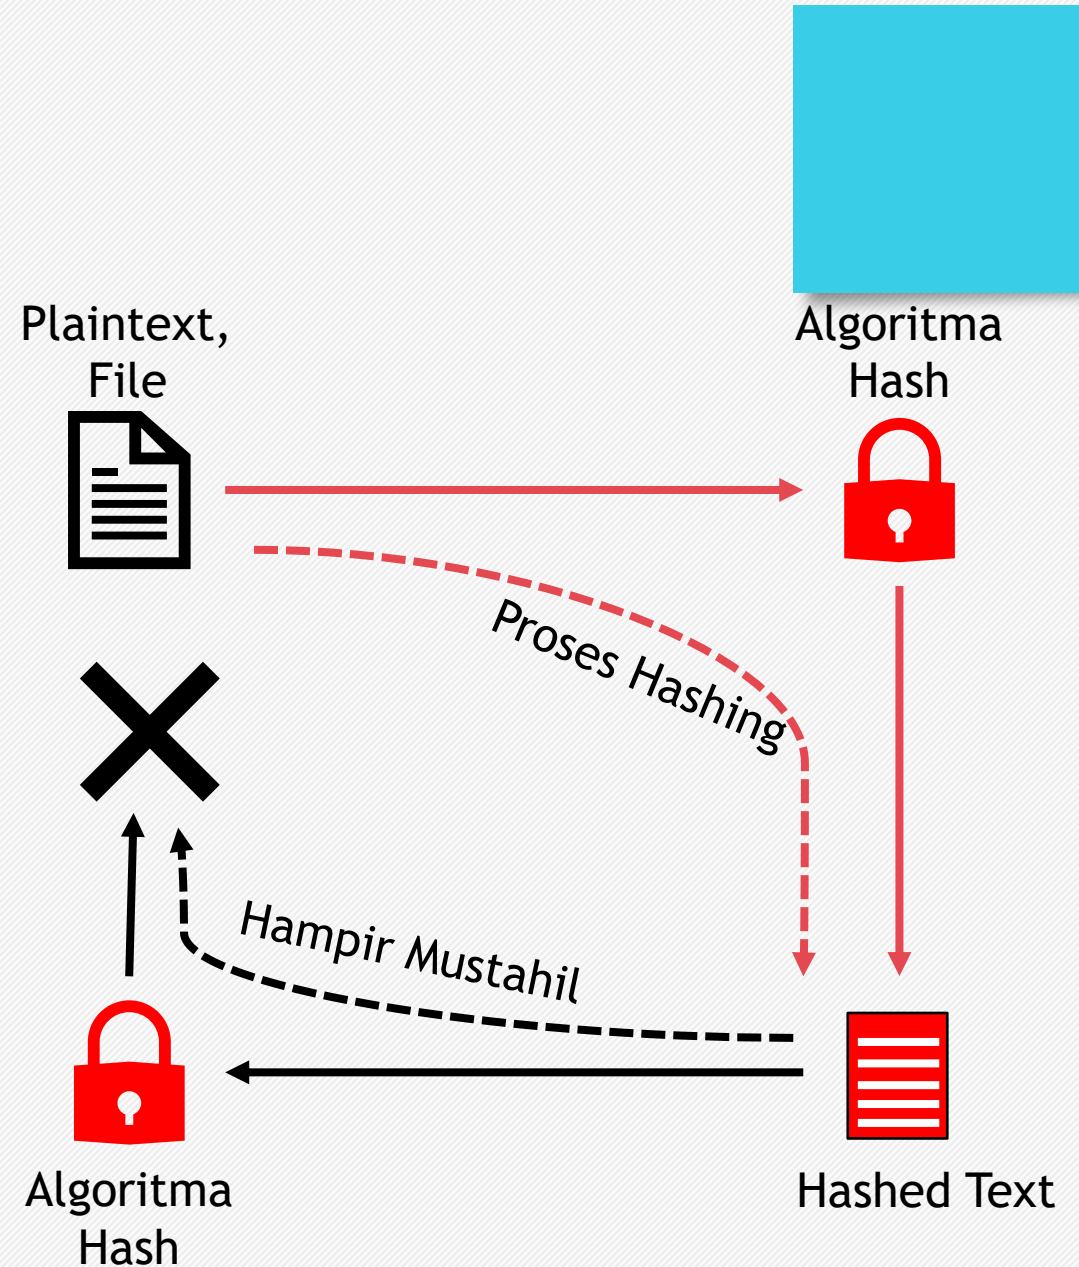 Plaintext,
File
Algoritma
Hash
Proses Hashing
Hampir Mustahil
Algoritma
Hash
Hashed Text